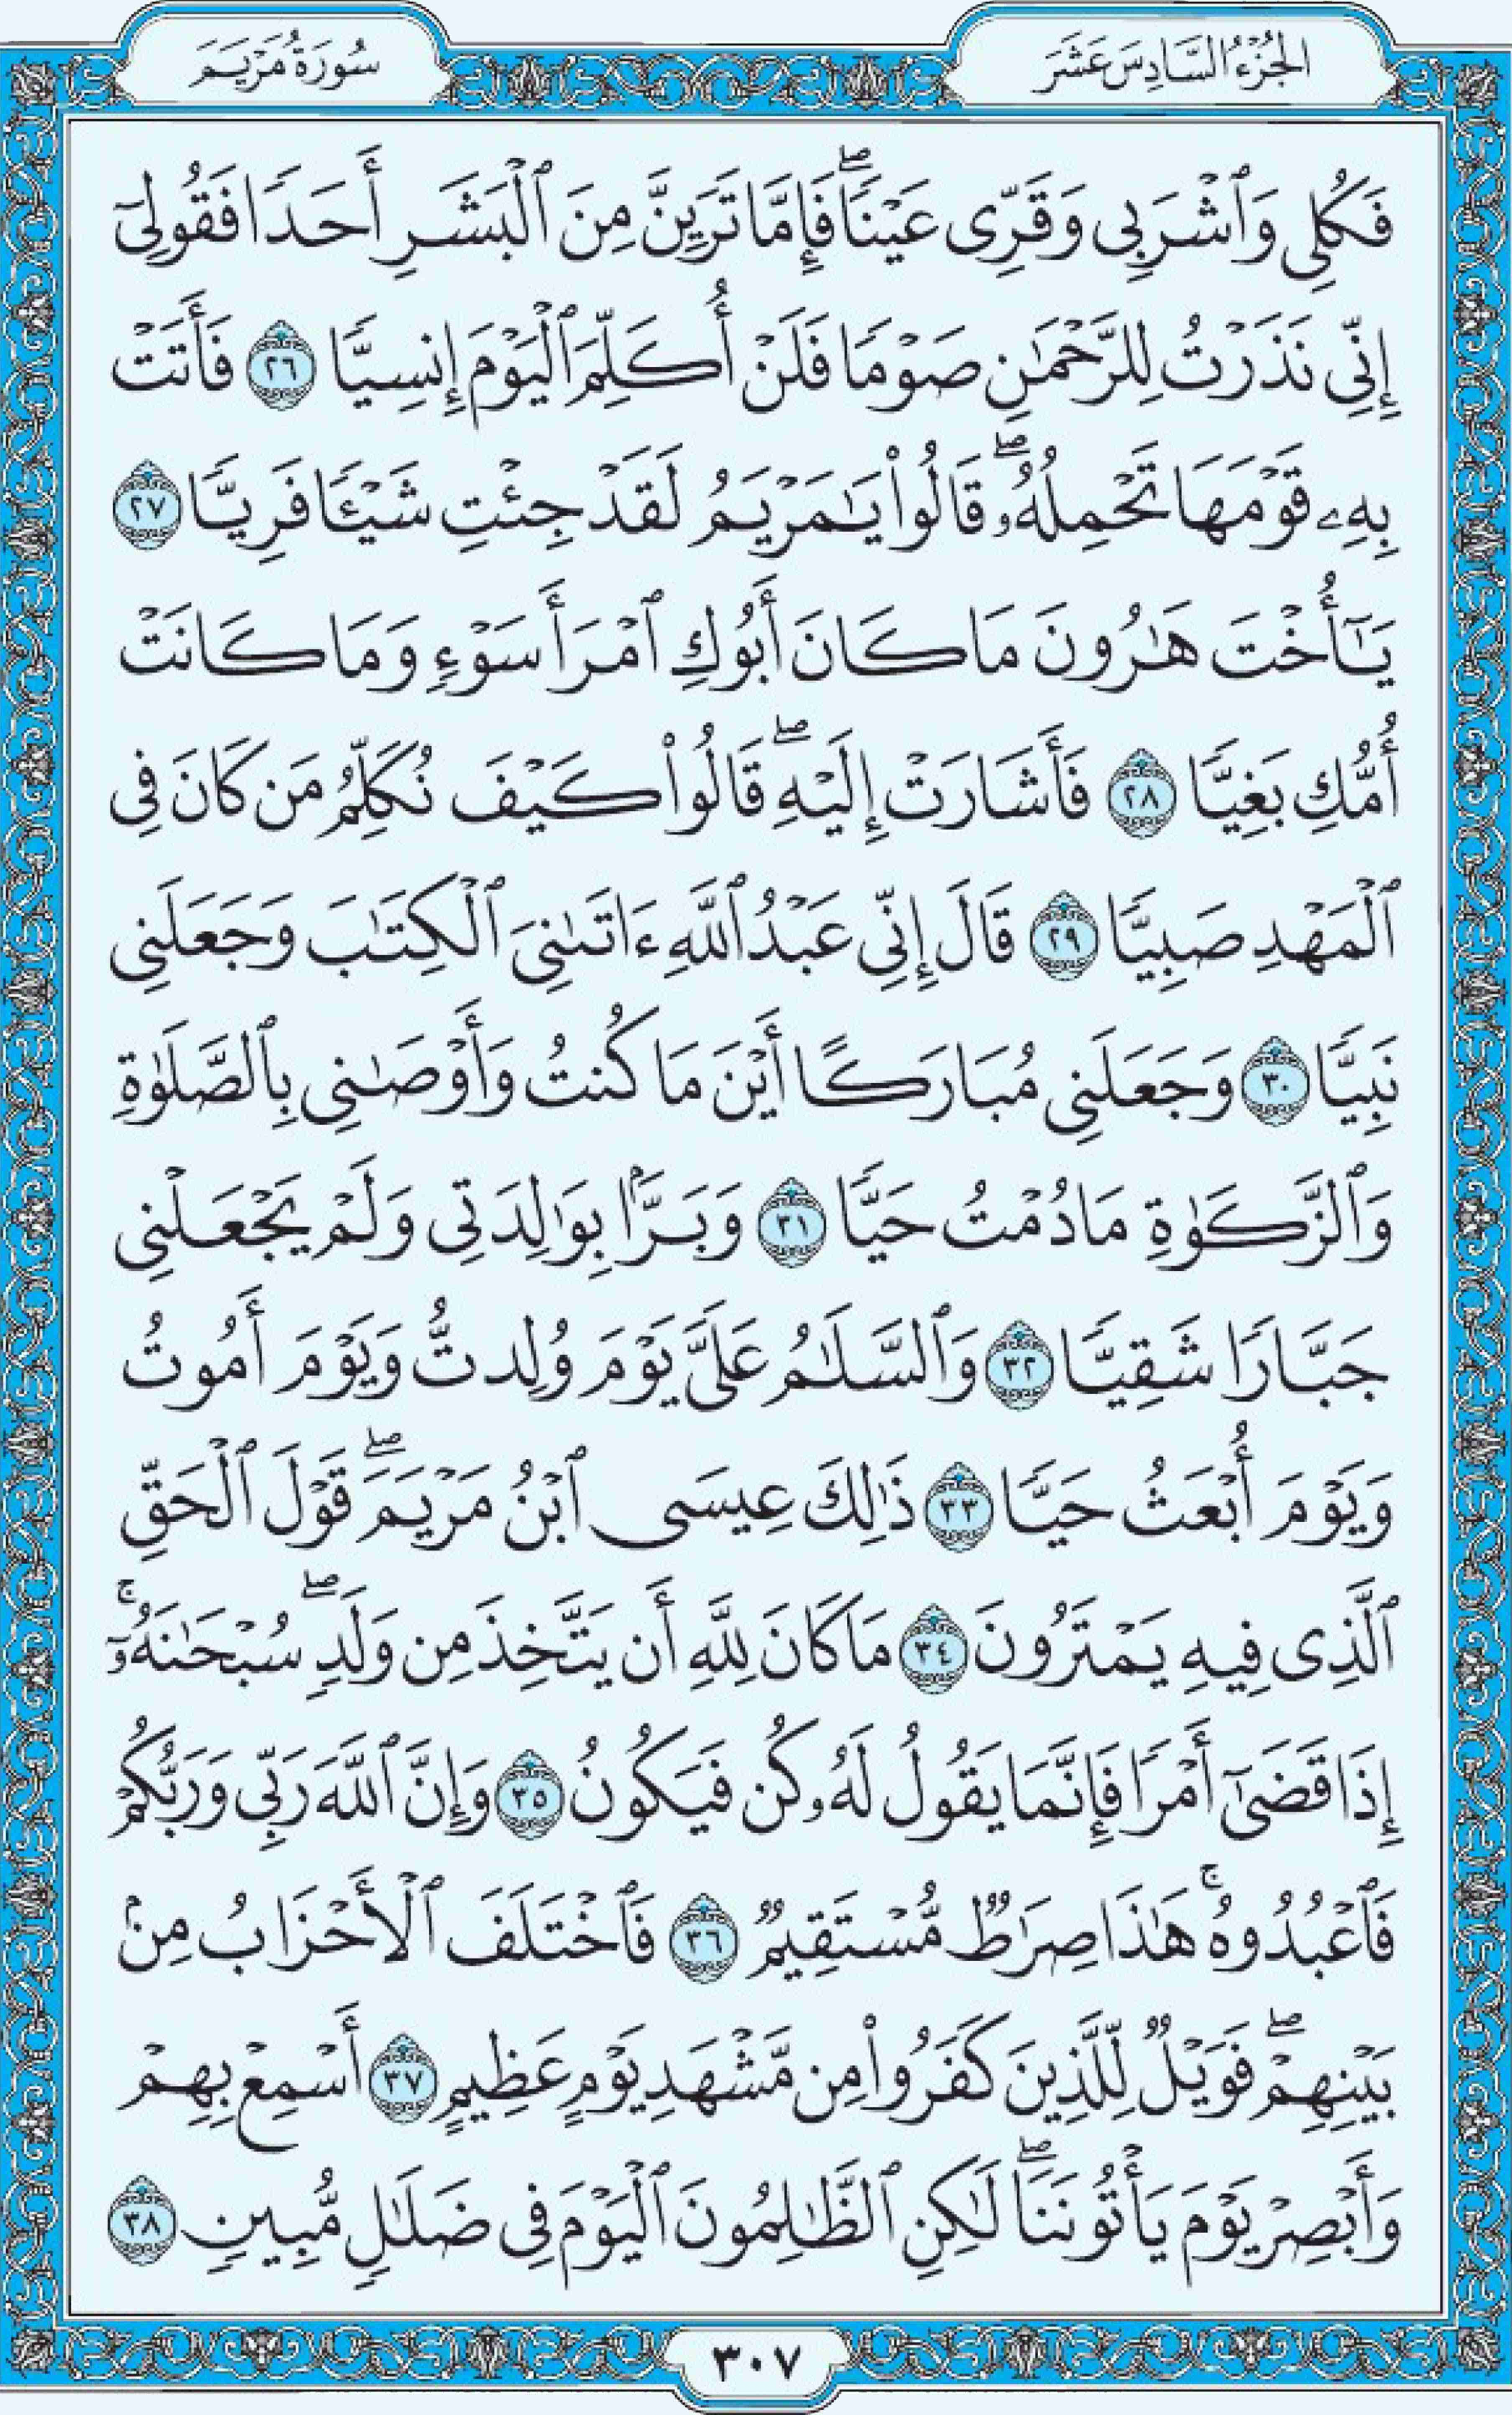 الجُزْءُ السَّادِسَ عَشَرَ
سُورَةُ مَرْيَمَ
فَكُلِى وَٱشْرَبِى وَقَرِّى عَيْنًاۖ فَإِمَّا تَرَيِنَّ مِنَ ٱلْبَشَرِ أَحَدًا فَقُولِىٓ
إِنِّى نَذَرْتُ لِلرَّحْمَٰنِ صَوْمًا فَلَنْ أُكَلِّمَ ٱلْيَوْمَ إِنسِيًّا ٢٦ فَأَتَتْ
بِهِۦ قَوْمَهَا تَحْمِلُهُۥۖ قَالُوا۟ يَٰمَرْيَمُ لَقَدْ جِئْتِ شَيْـًٔا فَرِيًّا ٢٧
يَٰٓأُخْتَ هَٰرُونَ مَا كَانَ أَبُوكِ ٱمْرَأَ سَوْءٍ وَمَا كَانَتْ
أُمُّكِ بَغِيًّا ٢٨ فَأَشَارَتْ إِلَيْهِۖ قَالُوا۟ كَيْفَ نُكَلِّمُ مَن كَانَ فِى
ٱلْمَهْدِ صَبِيًّا ٢٩ قَالَ إِنِّى عَبْدُ ٱللَّهِ ءَاتَىٰنِىَ ٱلْكِتَٰبَ وَجَعَلَنِى
نَبِيًّا ٣٠ وَجَعَلَنِى مُبَارَكًا أَيْنَ مَا كُنتُ وَأَوْصَٰنِى بِٱلصَّلَوٰةِ
وَٱلزَّكَوٰةِ مَا دُمْتُ حَيًّا ٣١ وَبَرًّۢا بِوَٰلِدَتِى وَلَمْ يَجْعَلْنِى
جَبَّارًا شَقِيًّا ٣٢ وَٱلسَّلَٰمُ عَلَىَّ يَوْمَ وُلِدتُّ وَيَوْمَ أَمُوتُ
وَيَوْمَ أُبْعَثُ حَيًّا ٣٣ ذَٰلِكَ عِيسَى ٱبْنُ مَرْيَمَۖ قَوْلَ ٱلْحَقِّ
ٱلَّذِى فِيهِ يَمْتَرُونَ ٣٤ مَا كَانَ لِلَّهِ أَن يَتَّخِذَ مِن وَلَدٍۖ سُبْحَٰنَهُۥٓۚ
إِذَا قَضَىٰٓ أَمْرًا فَإِنَّمَا يَقُولُ لَهُۥ كُن فَيَكُونُ ٣٥ وَإِنَّ ٱللَّهَ رَبِّى وَرَبُّكُمْ
فَٱعْبُدُوهُۚ هَٰذَا صِرَٰطٌ مُّسْتَقِيمٌ ٣٦ فَٱخْتَلَفَ ٱلْأَحْزَابُ مِنۢ
بَيْنِهِمْۖ فَوَيْلٌ لِّلَّذِينَ كَفَرُوا۟ مِن مَّشْهَدِ يَوْمٍ عَظِيمٍ ٣٧ أَسْمِعْ بِهِمْ
وَأَبْصِرْ يَوْمَ يَأْتُونَنَاۖ لَٰكِنِ ٱلظَّٰلِمُونَ ٱلْيَوْمَ فِى ضَلَٰلٍ مُّبِينٍ ٣٨
٣٠٧